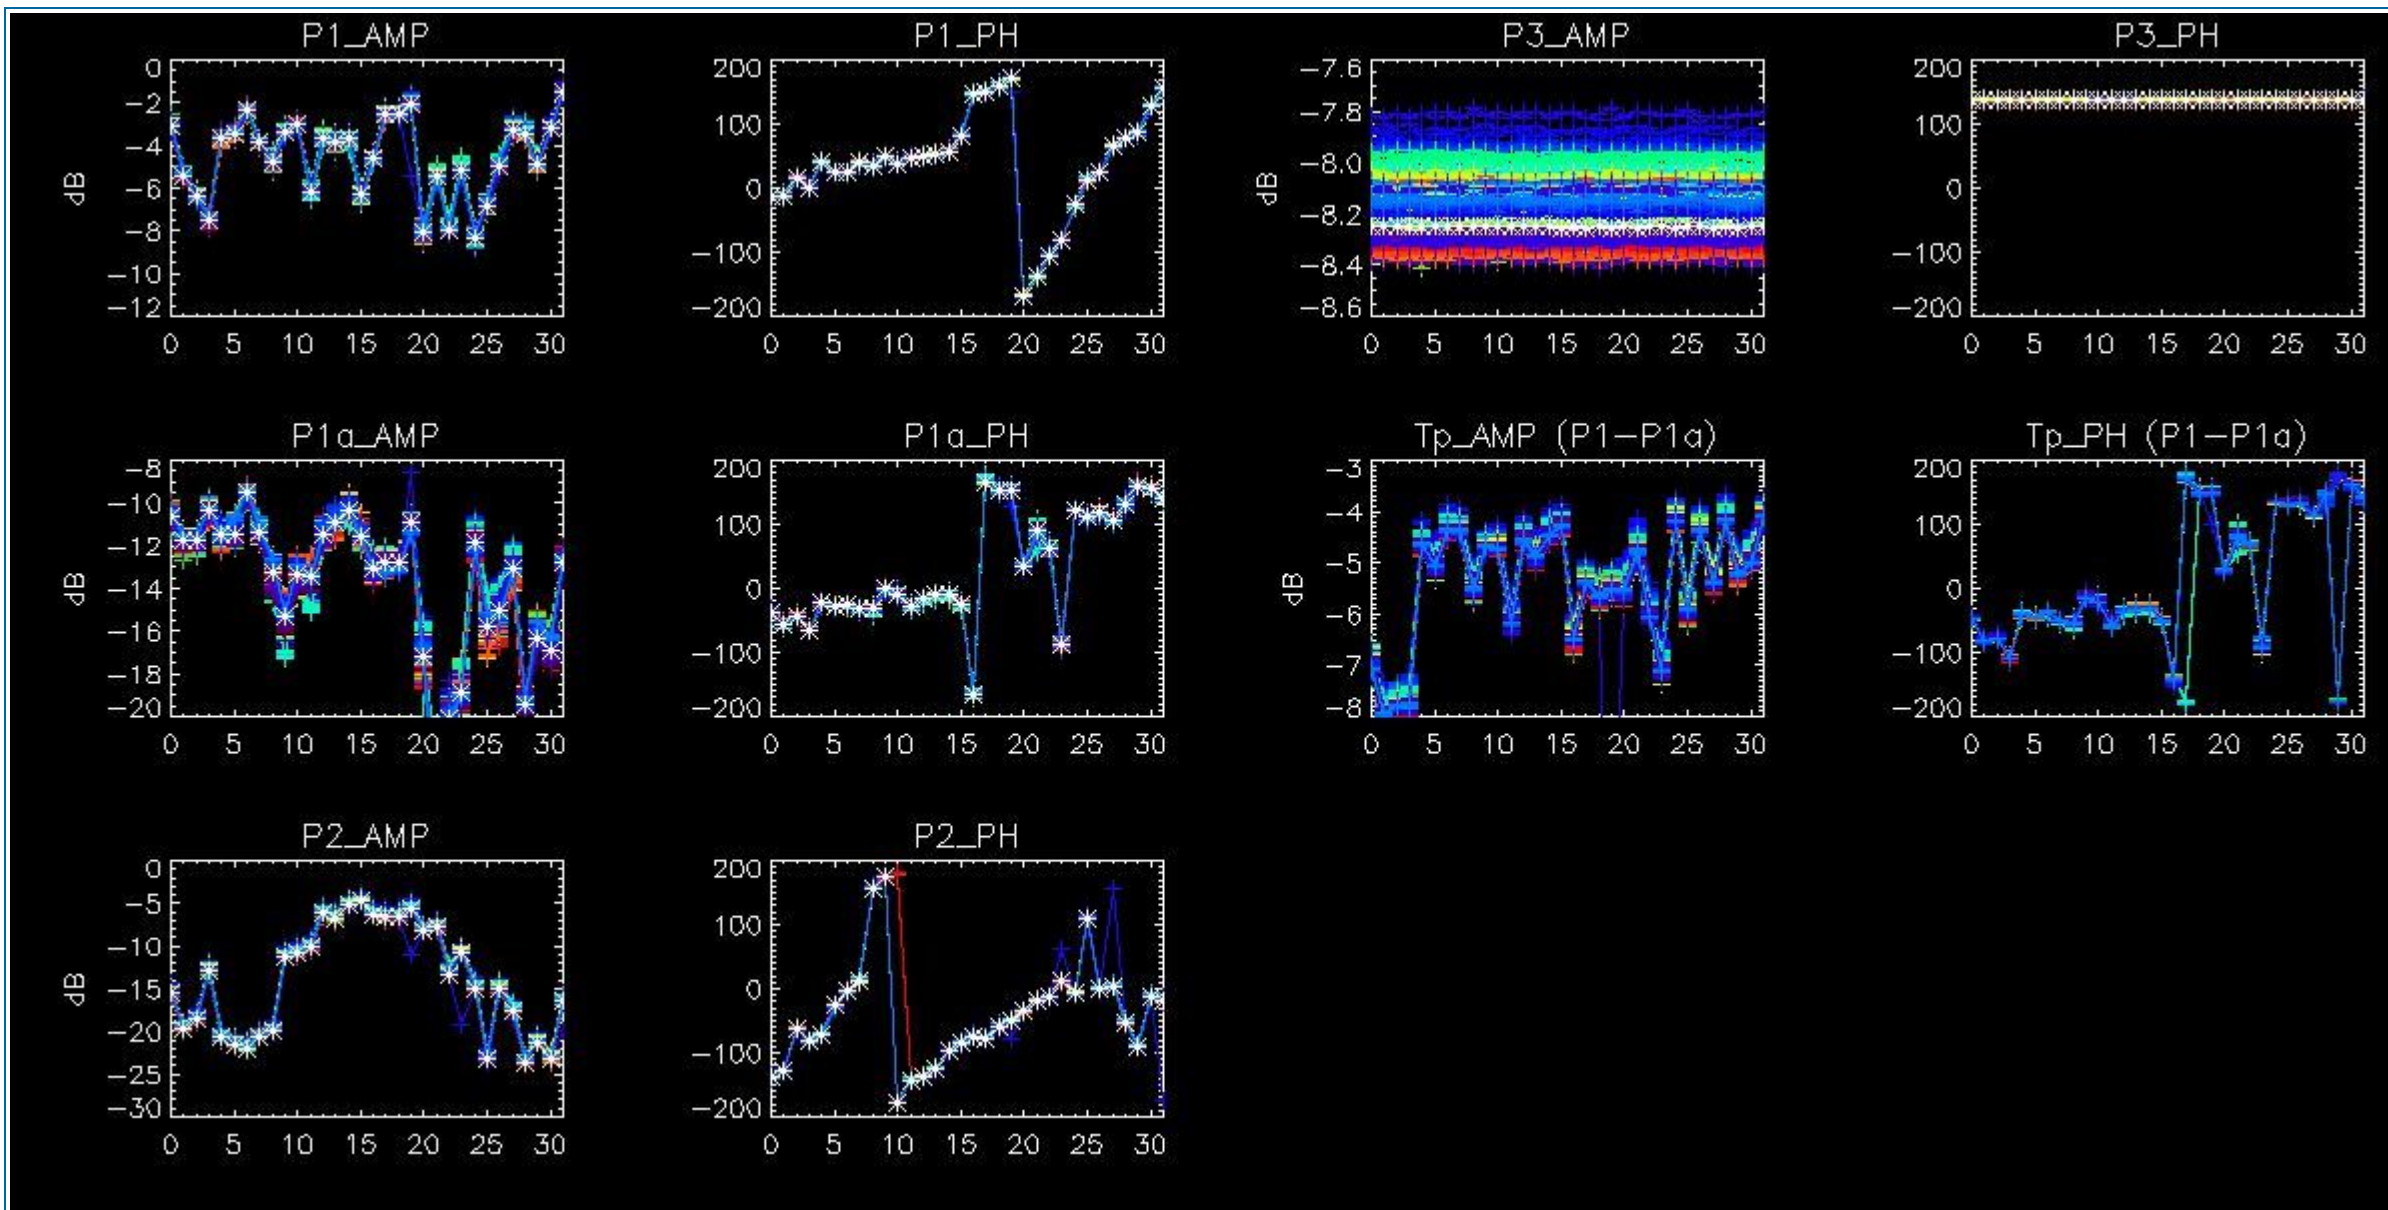 P1_AMP P1_PH P3_AMP P3_PH
0 200 -7.6 200
-2 100 -7.8 100
-4 0 -8.0 0
-6 -100 -8.2 -100
-8 -200 -8.4 -200
-10 -8.6
-12
dB dB
0 5 10 15 20 25 30 0 5 10 15 20 25 30 0 5 10 15 20 25 30 0 5 10 15 20 25 30
P1a_AMP P1a_PH Tp_AMP (P1-P1a) Tp_PH (P1-P1a)
-8 200 -3 200
-10 100 -4 100
-12 0 -5 0
-14 -100 -6 -100
-16 -200 -7 -200
-18 -8
-20
dB dB
0 5 10 15 20 25 30 0 5 10 15 20 25 30 0 5 10 15 20 25 30 0 5 10 15 20 25 30
P2_AMP P2_PH
0 200
-5 100
-10 0
-15 -100
-20 -200
-25
-30
dB
0 5 10 15 20 25 30 0 5 10 15 20 25 30